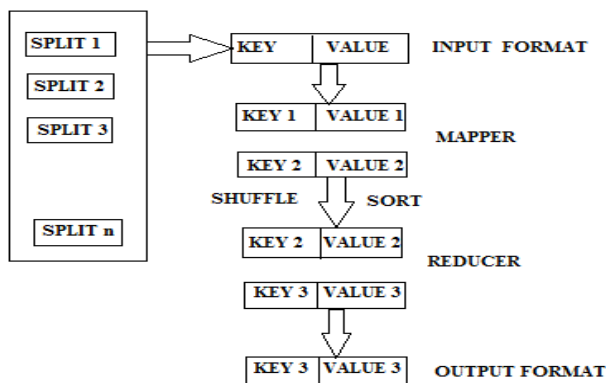 SPLIT 1
SPLIT 2
SPLIT 3
SPLIT n
KEY VALUE INPUT FORMAT
KEY 1 VALUE 1
MAPPER
KEY 2 VALUE 2
SHUFFLE SORT
KEY 2 VALUE 2
REDUCER
KEY 3 VALUE 3
KEY 3 VALUE 3 OUTPUT FORMAT